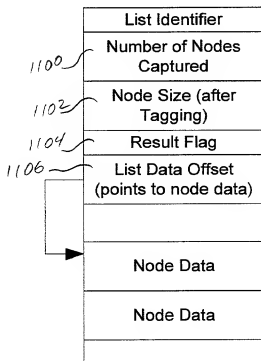 List Identifier
1100
Number of Nodes
Captured
1102
Node Size (after
Tagging)
1104
Result Flag
1106
List Data Offset
(points to node data)
Node Data
Node Data